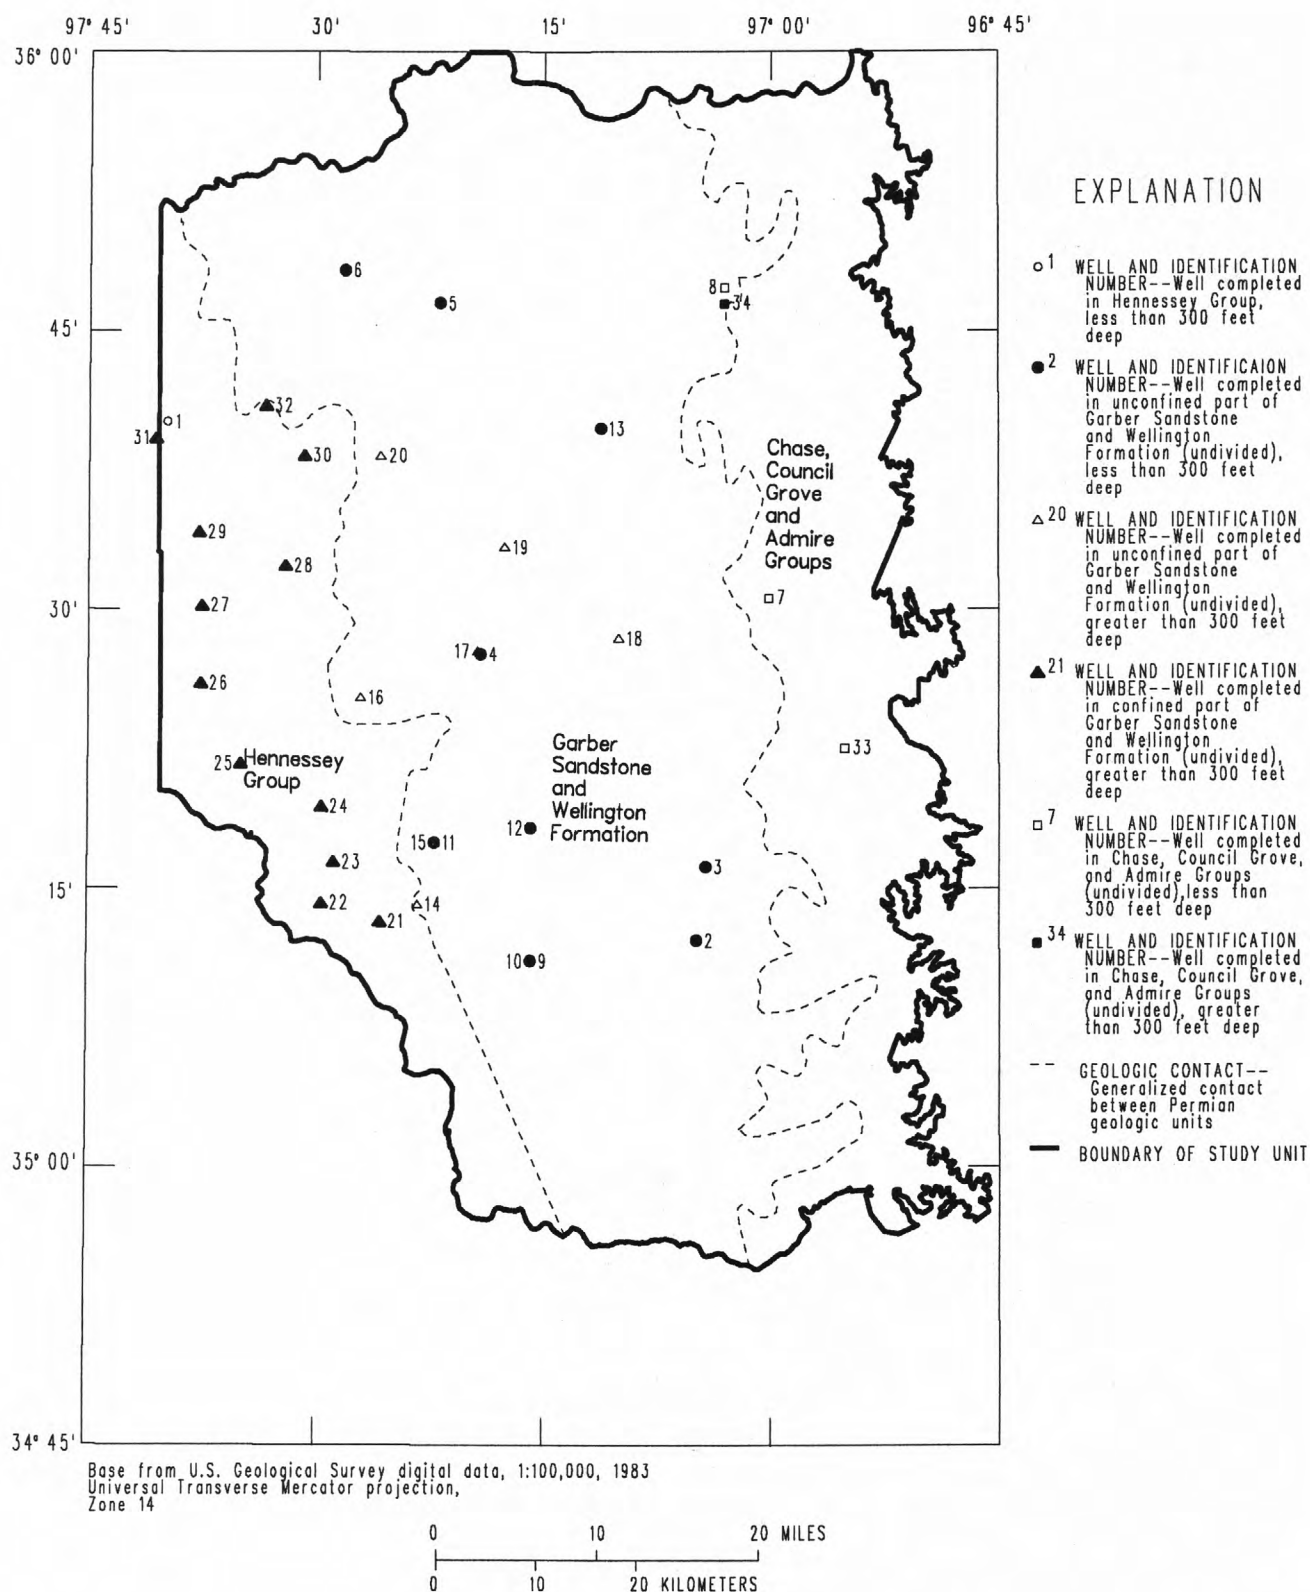 97° 45' 30' 15' 97° 00' 96° 45'
36° 00'
6
5
8
34
45'
32
1
31
30
20
13
Chase,
Council
Grove
and
Admire
Groups
29
28
19
27
30'
7
18
17 4
26
16
33
25 Hennessey
Group
Garber
Sandstone
and
Wellington
Formation
24
12
15 11
23
3
15'
22
14
21
2
10 9
35° 00'
34° 45'
EXPLANATION
1 WELL AND IDENTIFICATION
NUMBER--Well completed
in Hennessey Group,
less than 300 feet
deep
2 WELL AND IDENTIFICAION
NUMBER--Well completed
in unconfined part of
Garber Sandstone
and Wellington
Formation (undivided),
less than 300 feet
deep
20 WELL AND IDENTIFICATION
NUMBER--Well completed
in unconfined part of
Garber Sandstone
and Wellington
Formation (undivided),
greater than 300 feet
deep
21 WELL AND IDENTIFICATION
NUMBER--Well completed
in confined part of
Garber Sandstone
and Wellington
Formation (undivided),
greater than 300 feet
deep
7 WELL AND IDENTIFICATION
NUMBER--Well completed
in Chase, Council Grove,
and Admire Groups
(undivided),less than
300 feet deep
34 WELL AND IDENTIFICATION
NUMBER--Well completed
in Chase, Council Grove,
and Admire Groups
(undivided), greater
than 300 feet deep
GEOLOGIC CONTACT--
Generalized contact
between Permian
geologic units
BOUNDARY OF STUDY UNIT
Base from U.S. Geological Survey digital data, 1:100,000, 1983
Universal Transverse Mercator projection,
Zone 14
0 10 20 MILES
0 10 20 KILOMETERS